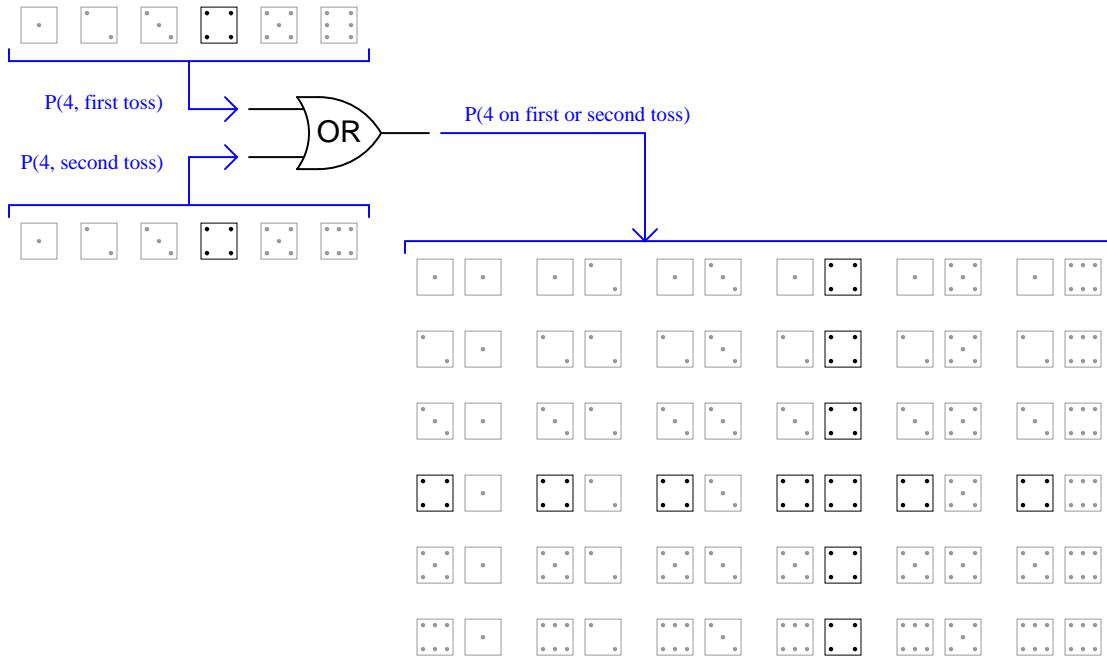 P(4, first toss)
OR
P(4 on first or second toss)
P(4, second toss)